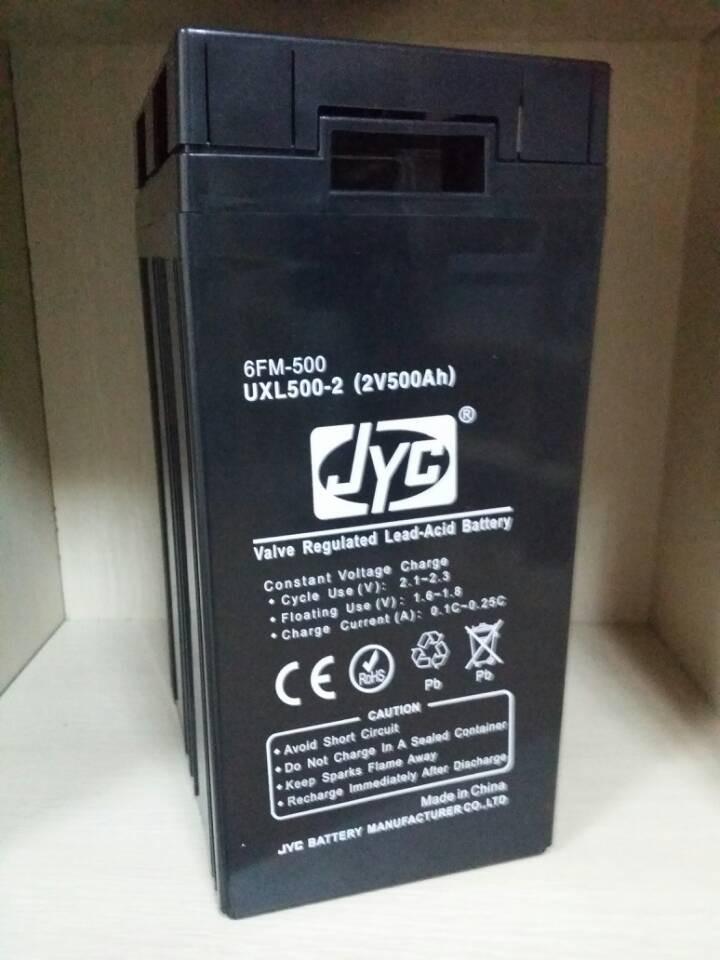 6FM-500
UXL500-2 (2V500Ah)
JYC®
Valve Regulated Lead-Acid Battery
Constant Voltage Charge
• Cycle Use (V): 2.1~2.3
• Floating Use (V): 1.6~1.8
• Charge Current (A): 0.1C~0.25C
CE RoHS Pb Pb
CAUTION
• Avoid Short Circuit
• Do Not Charge In A Sealed Container
• Keep Sparks Flame Away
• Recharge Immediately After Discharge
Made in China
JYC BATTERY MANUFACTURER CO.,LTD